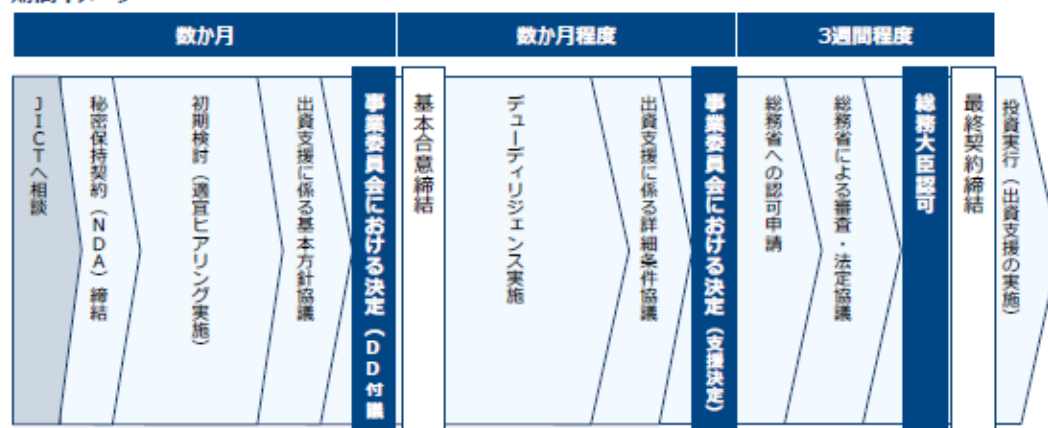 数か月
数か月程度
3週間程度
JICTへ相談
秘密保持契約(NDA)締結
初期検討(適宜ヒアリング実施)
出資支援に係る基本方針協議
事業委員会における決定(DD付議
基本合意締結
デューディリジェンス実施
出資支援に係る詳細条件協議
事業委員会における決定(支援決定)
総務省への認可申請
総務省による審査・法定協議
総務大臣認可
最終契約締結
投資実行(出資支援の実施)